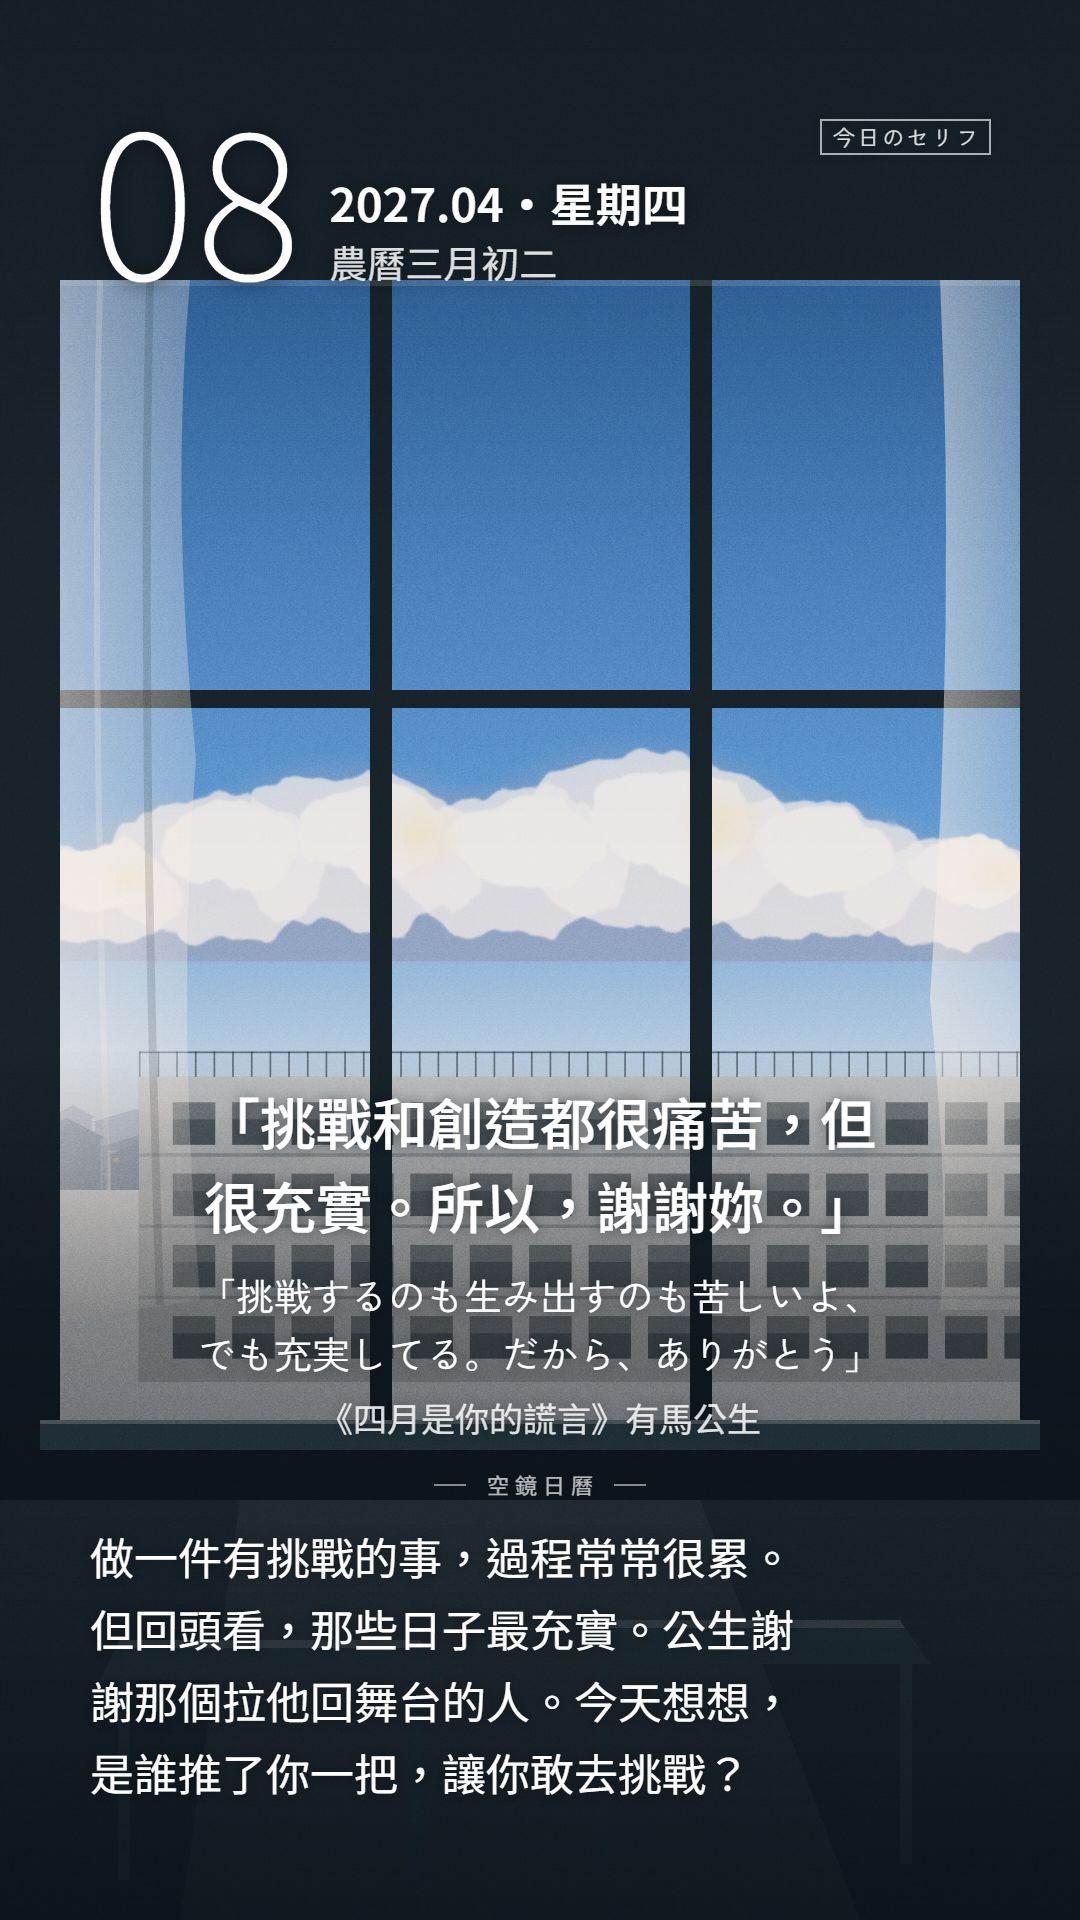 08
今日のセリフ
2027.04・星期四
農曆三月初二
「挑戰和創造都很痛苦，但
很充實。所以，謝謝妳。」
「挑戦するのも生み出すのも苦しいよ、
でも充実してる。だから、ありがとう」
《四月是你的謊言》有馬公生
空鏡日曆
做一件有挑戰的事，過程常常很累。
但回頭看，那些日子最充實。公生謝
謝那個拉他回舞台的人。今天想想，
是誰推了你一把，讓你敢去挑戰？